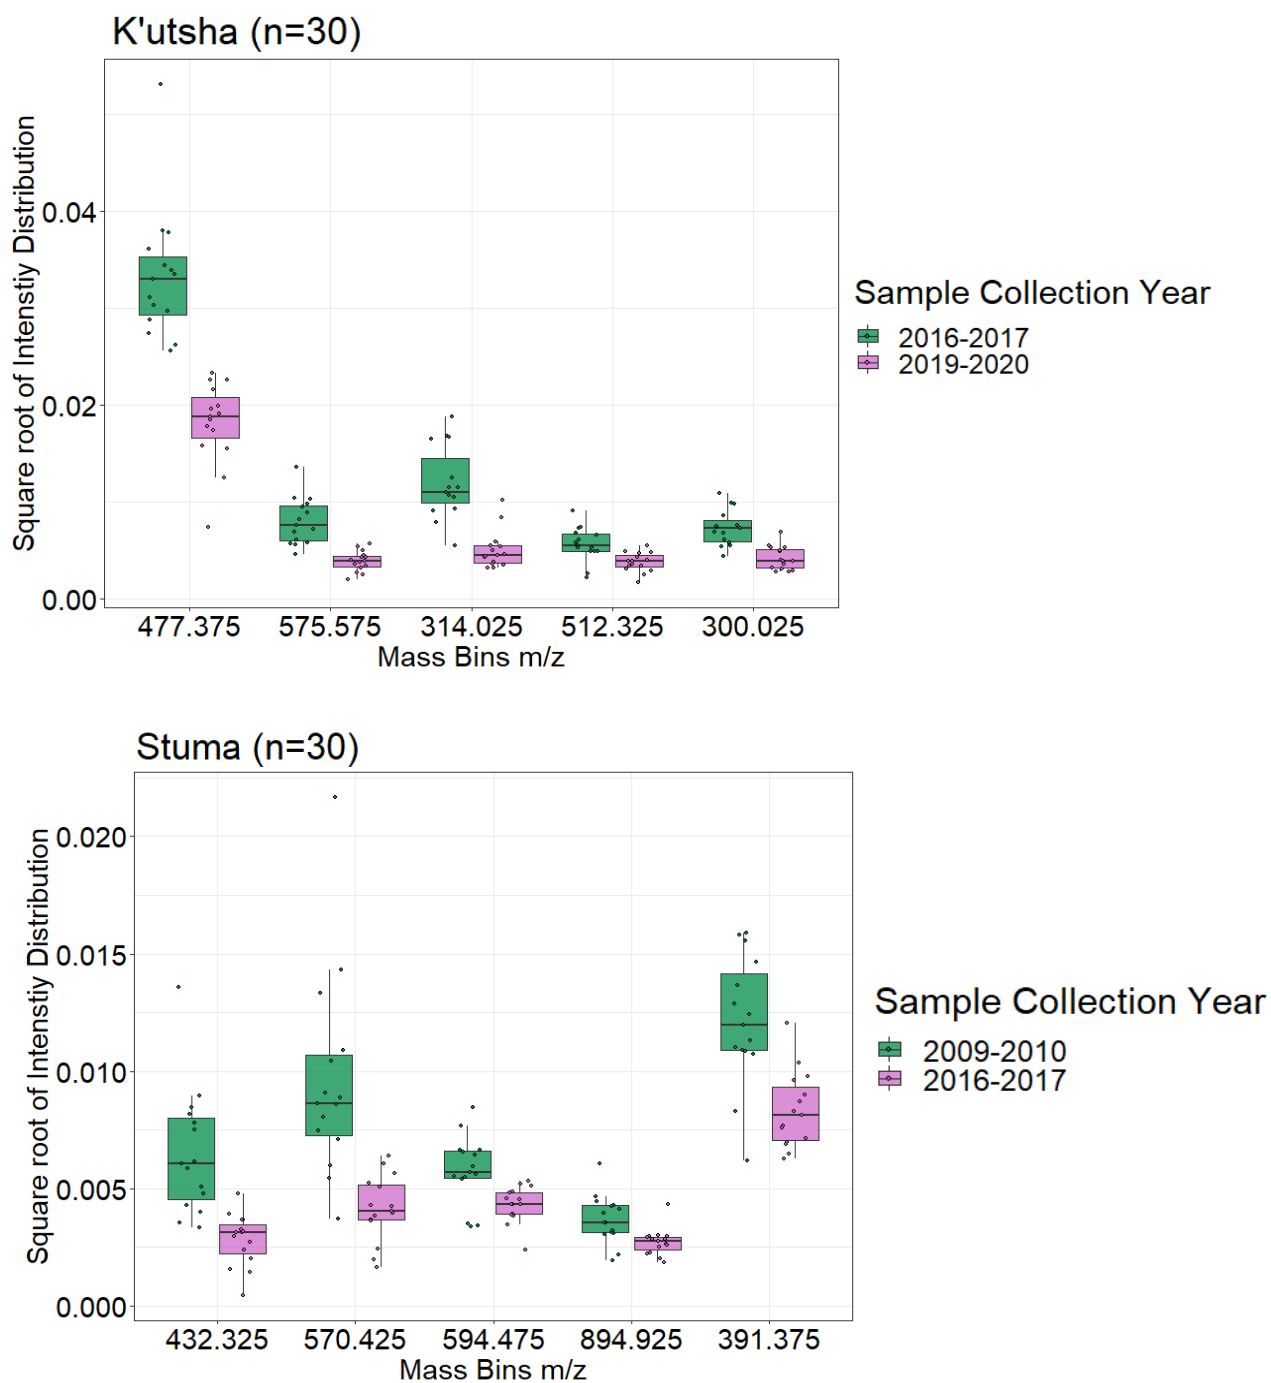 K'utsha (n=30)
Square root of Intenstiy Distribution
0.04
0.02
0.00
477.375 575.575 314.025 512.325 300.025
Mass Bins m/z
Sample Collection Year
2016-2017
2019-2020
Stuma (n=30)
Square root of Intenstiy Distribution
0.020
0.015
0.010
0.005
0.000
432.325 570.425 594.475 894.925 391.375
Mass Bins m/z
Sample Collection Year
2009-2010
2016-2017